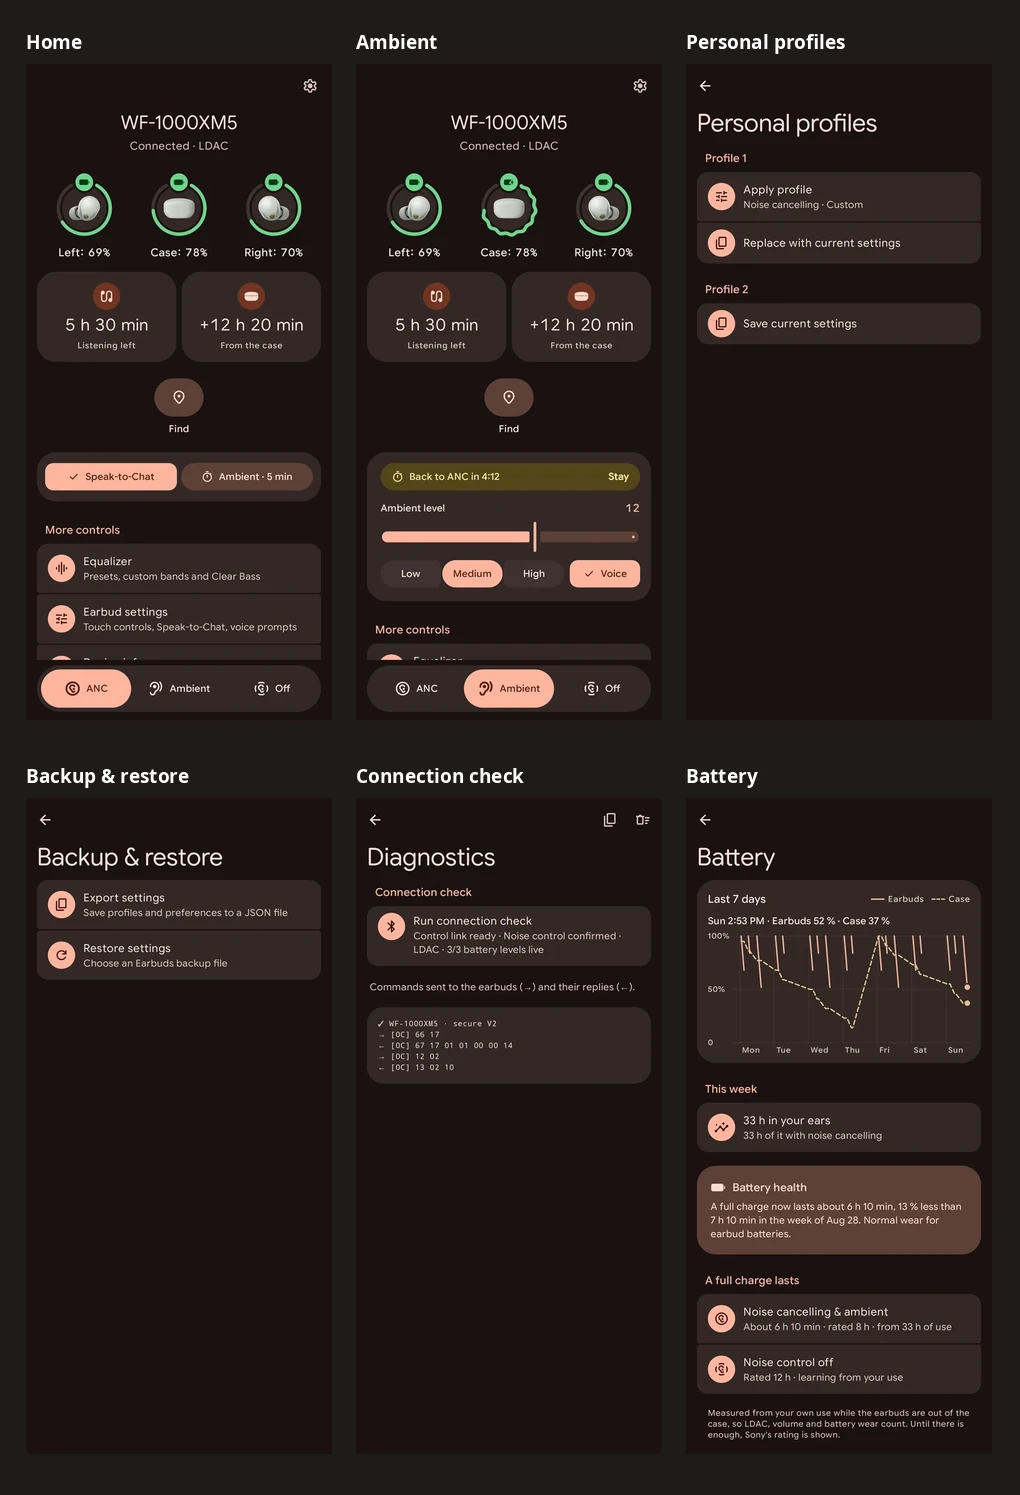 Home
WF-1000XM5
Connected · LDAC
Left: 69%
Case: 78%
Right: 70%
5 h 30 min
Listening left
+12 h 20 min
From the case
Find
Speak-to-Chat
Ambient · 5 min
More controls
Equalizer
Presets, custom bands and Clear Bass
Earbud settings
Touch controls, Speak-to-Chat, voice prompts
ANC
Ambient
Off
Ambient
WF-1000XM5
Connected · LDAC
Left: 69%
Case: 78%
Right: 70%
5 h 30 min
Listening left
+12 h 20 min
From the case
Find
Back to ANC in 4:12
Stay
Ambient level
12
Low
Medium
High
Voice
More controls
Equalizer
ANC
Ambient
Off
Personal profiles
Personal profiles
Profile 1
Apply profile
Noise cancelling · Custom
Replace with current settings
Profile 2
Save current settings
Backup & restore
Backup & restore
Export settings
Save profiles and preferences to a JSON file
Restore settings
Choose an Earbuds backup file
Connection check
Diagnostics
Connection check
Run connection check
Control link ready · Noise control confirmed ·
LDAC · 3/3 battery levels live
Commands sent to the earbuds (→) and their replies (←).
✓ WF-1000XM5 · secure V2
→ [0C] 66 17
← [0C] 67 17 01 01 00 00 14
→ [0C] 12 02
← [0C] 13 02 10
Battery
Battery
Last 7 days
Earbuds
Case
Sun 2:53 PM · Earbuds 52 % · Case 37 %
100%
50%
0
Mon Tue Wed Thu Fri Sat Sun
This week
33 h in your ears
33 h of it with noise cancelling
Battery health
A full charge now lasts about 6 h 10 min, 13 % less than
7 h 10 min in the week of Aug 28. Normal wear for
earbud batteries.
A full charge lasts
Noise cancelling & ambient
About 6 h 10 min · rated 8 h · from 33 h of use
Noise control off
Rated 12 h · learning from your use
Measured from your own use while the earbuds are out of the
case, so LDAC, volume and battery wear count. Until there is
enough, Sony's rating is shown.